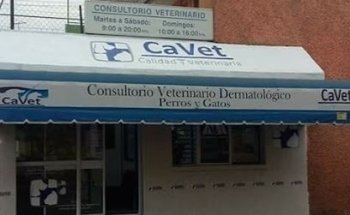 CONSULTORIO VETERINARIO
Martes a Sábado: Domingos:
9:00 a 20:00 hrs. 10:00 a 16:00 hrs.
CaVet
Calidad Veterinaria
CaVet
Consultorio Veterinario Dermatológico
Perros y Gatos
CaVet
CaVet